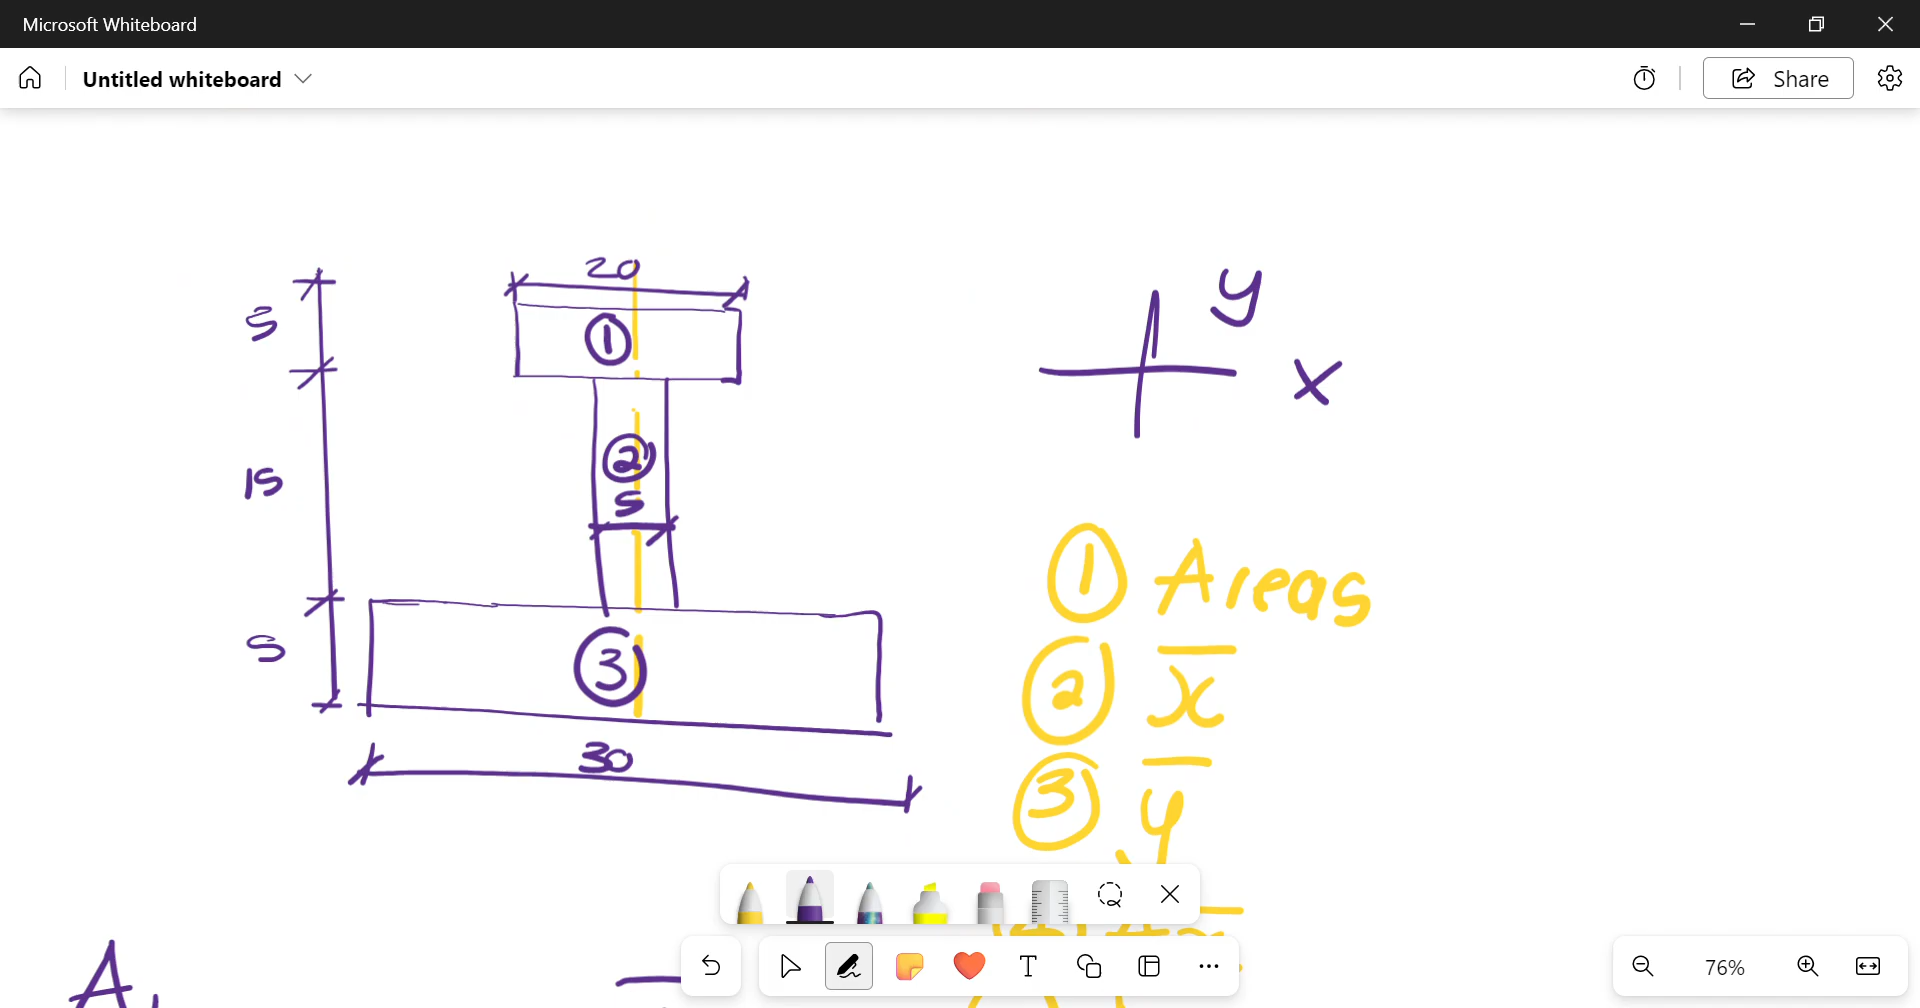 Microsoft Whiteboard
Untitled whiteboard
Share
20
y
5
1
x
2
15
5
1 Areas
5
3
2 x̅
30
3 y̅
A
T
76%